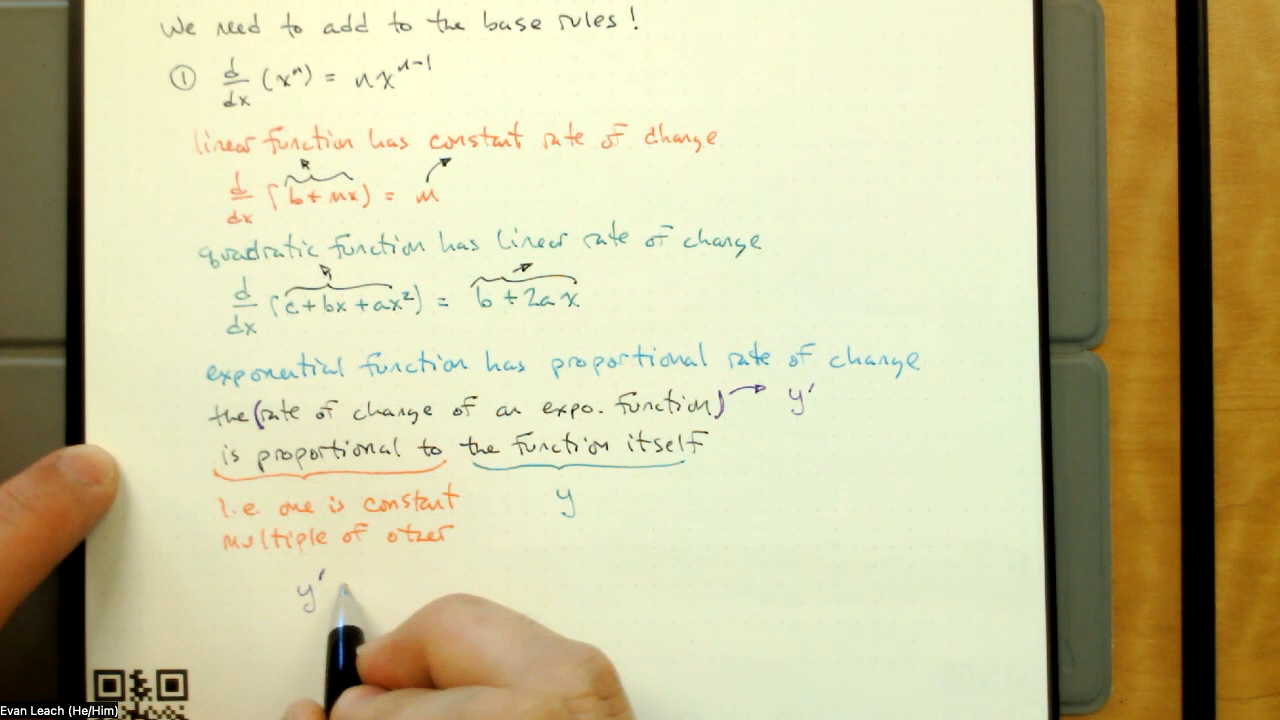 We need to add to the base rules!
① d/dx (xⁿ) = nxⁿ⁻¹
linear function has constant rate of change
d/dx (b+mx) = m
quadratic function has linear rate of change
d/dx (c+bx+ax²) = b+2ax
exponential function has proportional rate of change
the (rate of change of an expo. function) → y'
is proportional to the function itself
i.e. one is constant y
multiple of other
y'
Evan Leach (He/Him)